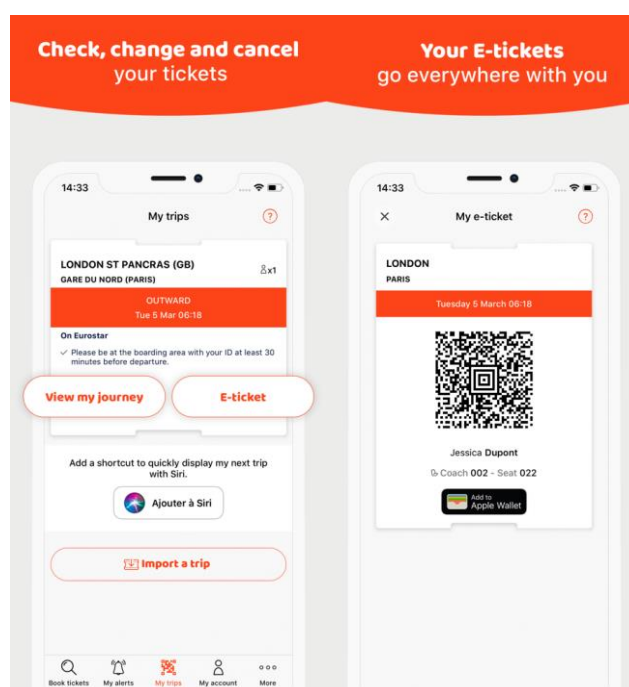 Check, change and cancel
your tickets
14:33
My trips
?
LONDON ST PANCRAS (GB)
x1
GARE DU NORD (PARIS)
OUTWARD
Tue 5 Mar 06:18
On Eurostar
✓ Please be at the boarding area with your ID at least 30
minutes before departure.
View my journey
E-ticket
Add a shortcut to quickly display my next trip
with Siri.
Ajouter à Siri
Import a trip
Book tickets
My alerts
My trips
My account
More
Your E-tickets
go everywhere with you
14:33
My e-ticket
?
LONDON
PARIS
Tuesday 5 March 06:18
Jessica Dupont
Coach 002 - Seat 022
Add to
Apple Wallet